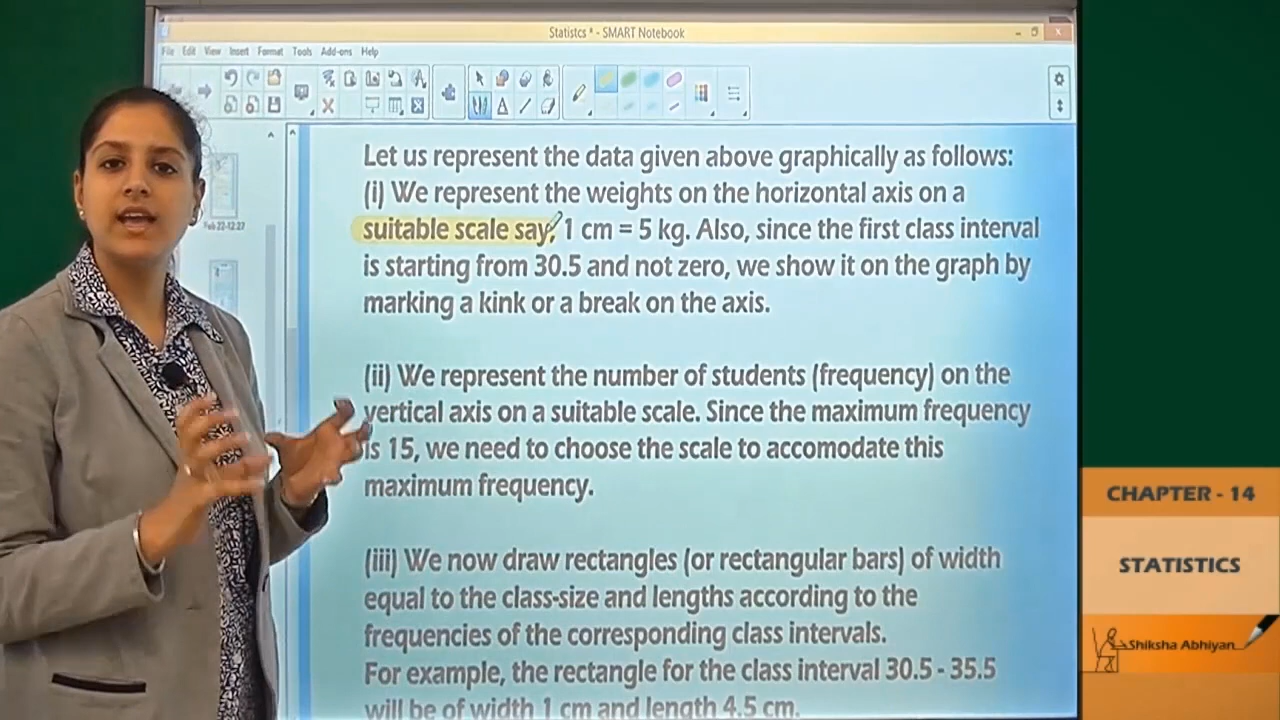 Statistcs * - SMART Notebook
File Edit View Insert Format Tools Add-ons Help
Feb 22-12:27
Let us represent the data given above graphically as follows:
(i) We represent the weights on the horizontal axis on a
suitable scale say, 1 cm = 5 kg. Also, since the first class interval
is starting from 30.5 and not zero, we show it on the graph by
marking a kink or a break on the axis.
(ii) We represent the number of students (frequency) on the
vertical axis on a suitable scale. Since the maximum frequency
is 15, we need to choose the scale to accomodate this
maximum frequency.
(iii) We now draw rectangles (or rectangular bars) of width
equal to the class-size and lengths according to the
frequencies of the corresponding class intervals.
For example, the rectangle for the class interval 30.5 - 35.5
will be of width 1 cm and length 4.5 cm.
CHAPTER - 14
STATISTICS
Shiksha Abhiyan